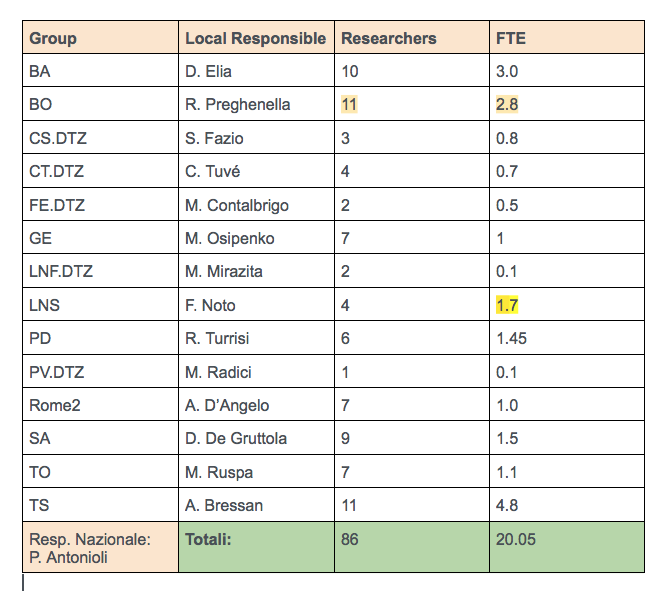 Group Local Responsible Researchers FTE
BA D. Elia 10 3.0
BO R. Preghenella 11 2.8
CS.DTZ S. Fazio 3 0.8
CT.DTZ C. Tuvé 4 0.7
FE.DTZ M. Contalbrigo 2 0.5
GE M. Osipenko 7 1
LNF.DTZ M. Mirazita 2 0.1
LNS F. Noto 4 1.7
PD R. Turrisi 6 1.45
PV.DTZ M. Radici 1 0.1
Rome2 A. D’Angelo 7 1.0
SA D. De Gruttola 9 1.5
TO M. Ruspa 7 1.1
TS A. Bressan 11 4.8
Resp. Nazionale: Totali: 86 20.05
P. Antonioli